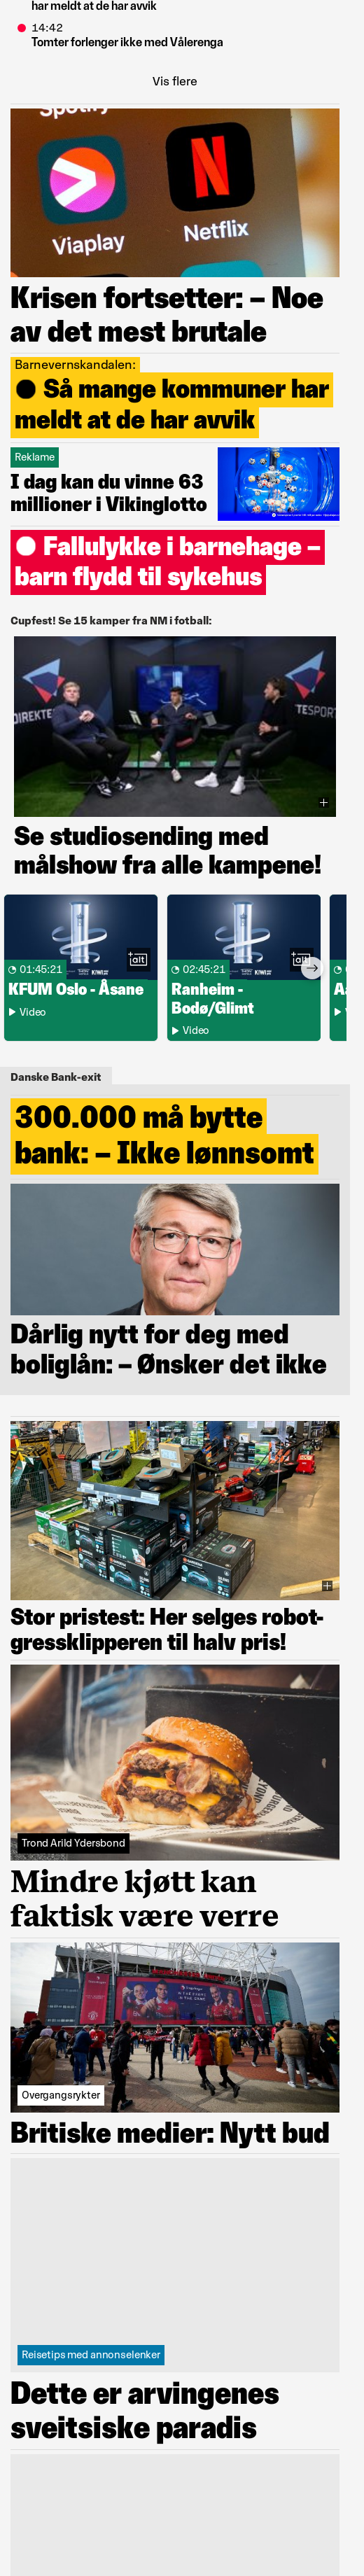 har meldt at de har avvik
14:42
Tomter forlenger ikke med Vålerenga
Vis flere
Spotify
Viaplay
Netflix
Krisen fortsetter: – Noe
av det mest brutale
Barnevernskandalen:
Så mange kommuner har
meldt at de har avvik
Reklame
I dag kan du vinne 63
millioner i Vikinglotto
Fallulykke i barnehage –
barn flydd til sykehus
Cupfest! Se 15 kamper fra NM i fotball:
DIREKTE
TESPORT
Se studiosending med
målshow fra alle kampene!
alt
01:45:21
KFUM Oslo - Åsane
Video
alt
02:45:21
Ranheim -
Bodø/Glimt
Video
Danske Bank-exit
300.000 må bytte
bank: – Ikke lønnsomt
Dårlig nytt for deg med
boliglån: – Ønsker det ikke
Stor pristest: Her selges robot-
gressklipperen til halv pris!
Trond Arild Ydersbond
Mindre kjøtt kan
faktisk være verre
Overgangsrykter
Britiske medier: Nytt bud
Reisetips med annonselenker
Dette er arvingenes
sveitsiske paradis